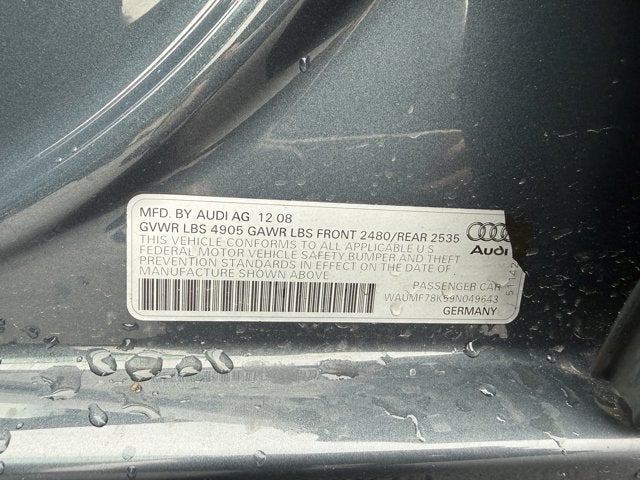 MFD. BY AUDI AG 12 08
GVWR LBS 4905 GAWR LBS FRONT 2480/REAR 2535
THIS VEHICLE CONFORMS TO ALL APPLICABLE U.S.
FEDERAL MOTOR VEHICLE SAFETY BUMPER AND THEFT
PREVENTION STANDARDS IN EFFECT ON THE DATE OF
MANUFACTURE SHOWN ABOVE
Audi
PASSENGER CAR
WAUMF78K59N049643
GERMANY